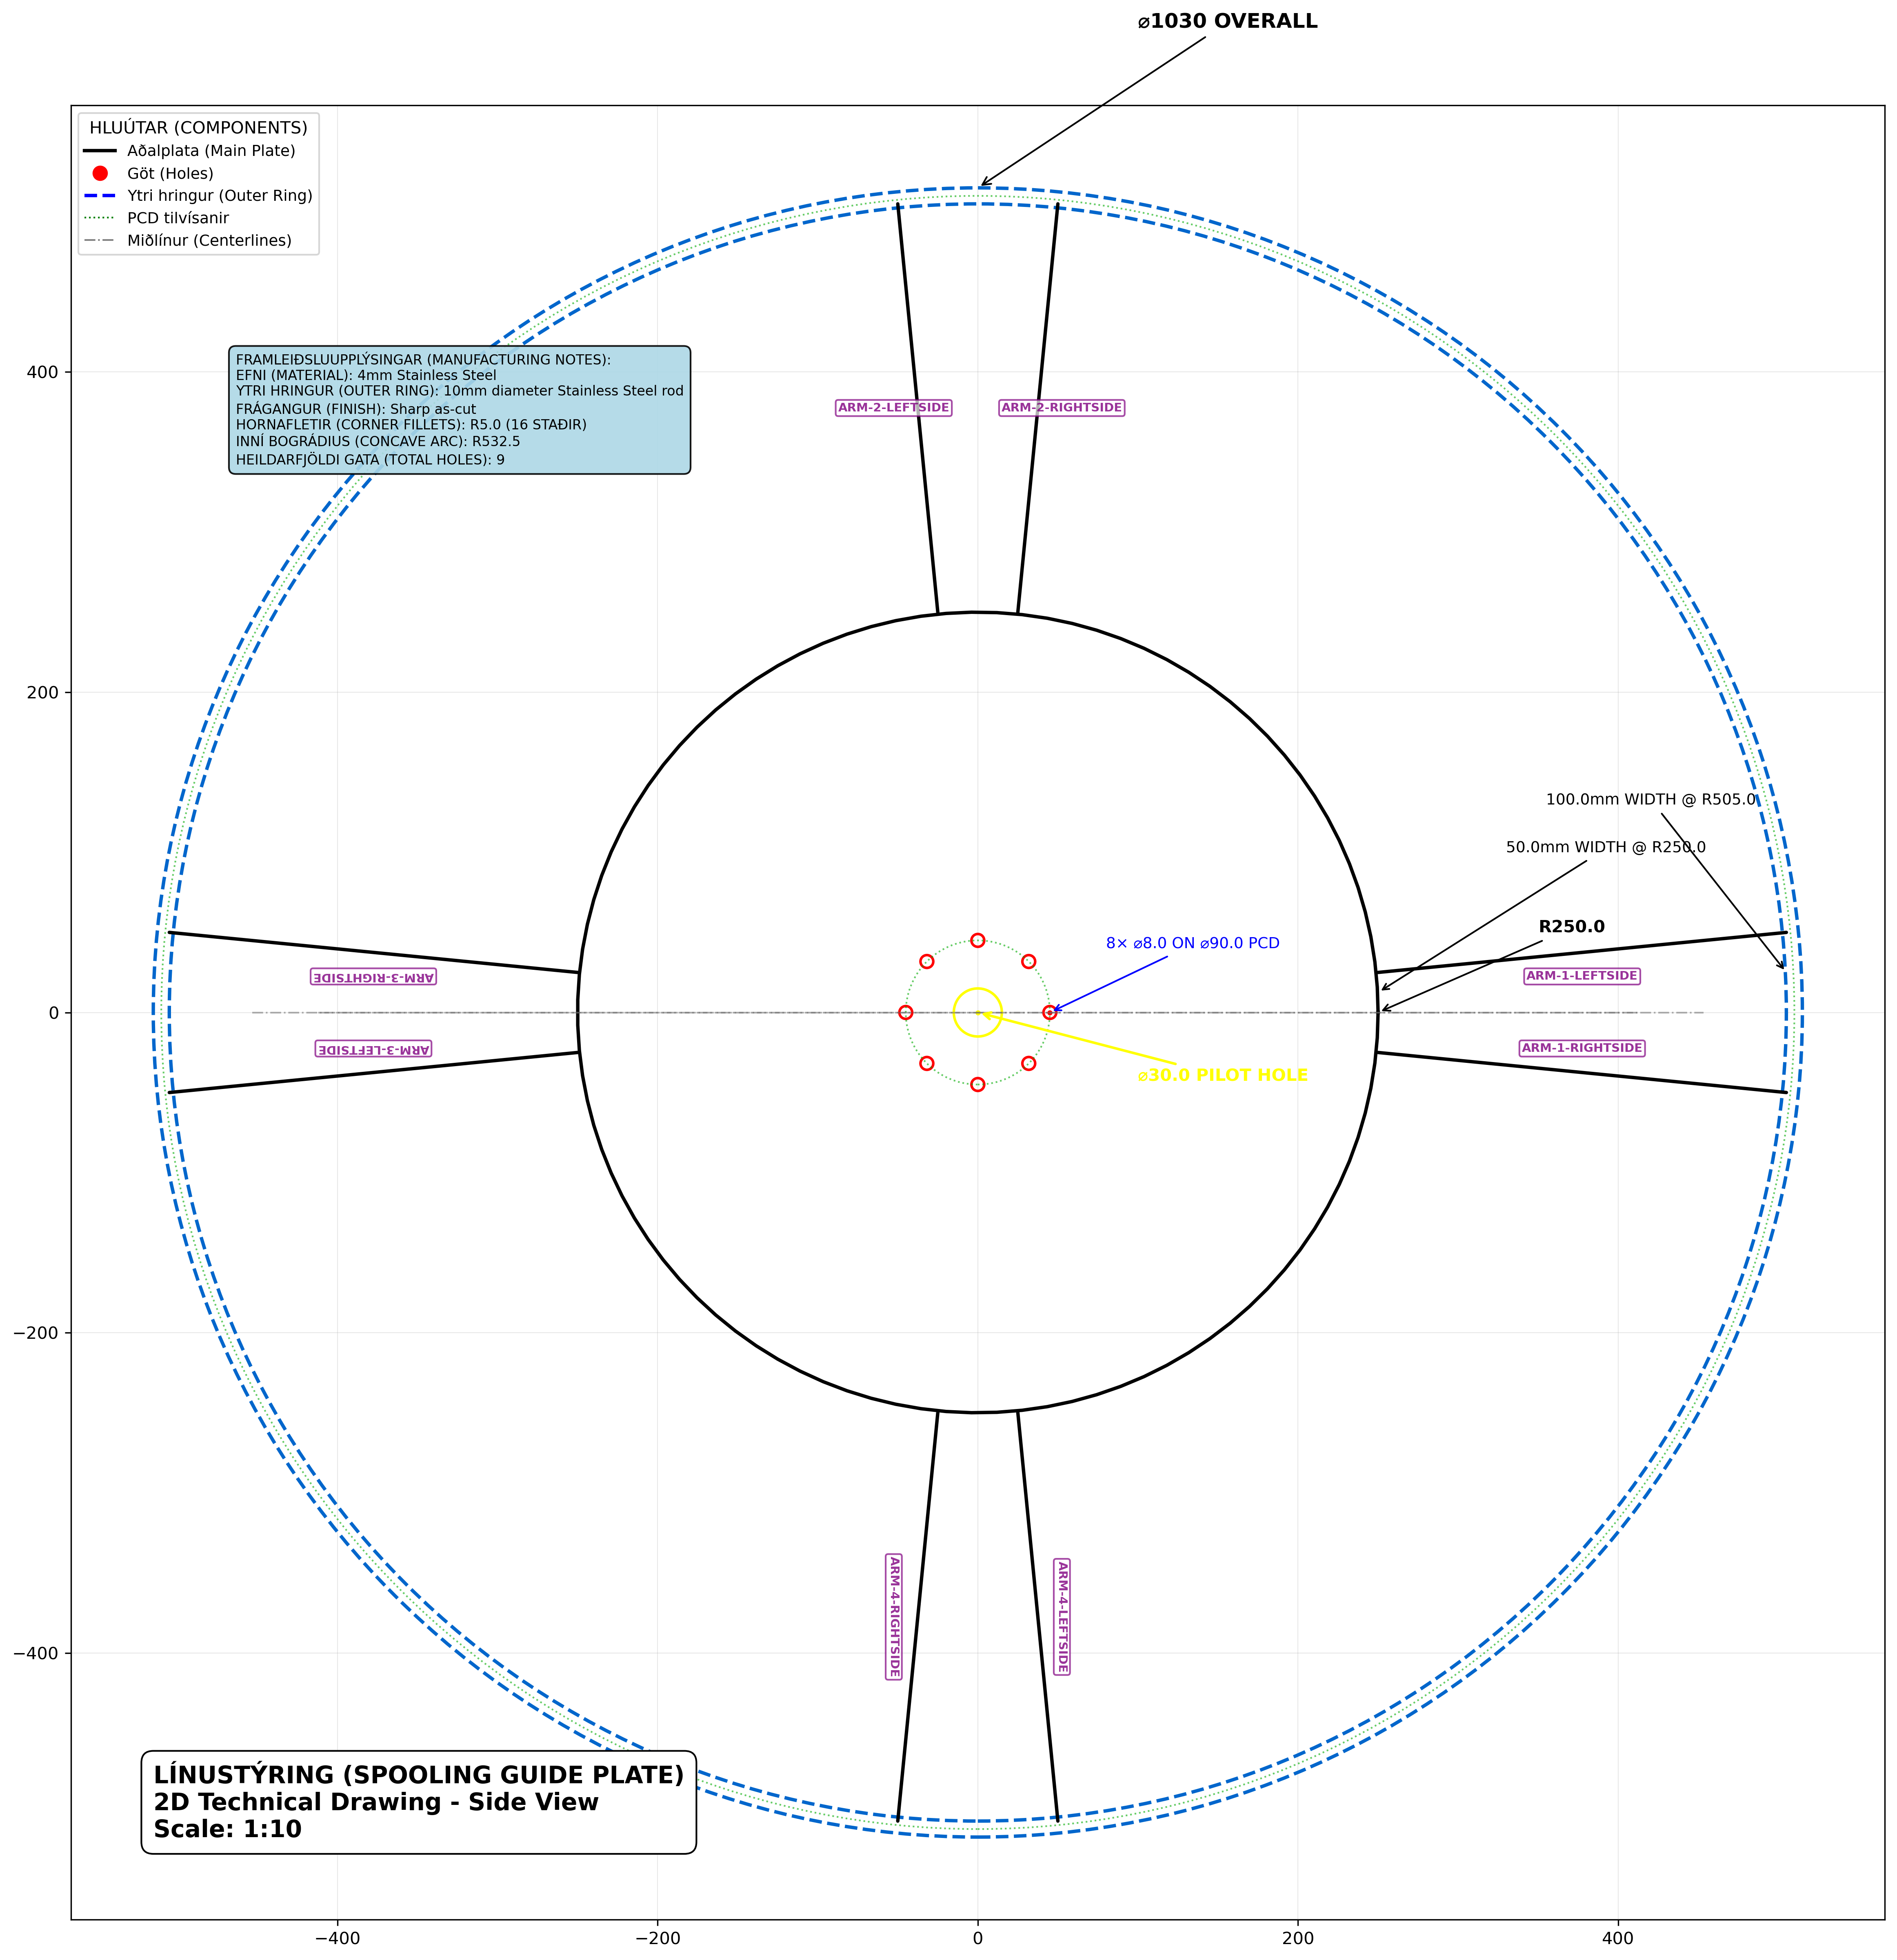 ⌀1030 OVERALL
HLUÚTAR (COMPONENTS)
Aðalplata (Main Plate)
Göt (Holes)
Ytri hringur (Outer Ring)
PCD tilvísanir
Miðlínur (Centerlines)
FRAMLEIÐSLUUPPLÝSINGAR (MANUFACTURING NOTES):
EFNI (MATERIAL): 4mm Stainless Steel
YTRI HRINGUR (OUTER RING): 10mm diameter Stainless Steel rod
FRÁGANGUR (FINISH): Sharp as-cut
HORNAFLETIR (CORNER FILLETS): R5.0 (16 STAÐIR)
INNÍ BOGRÁDIUS (CONCAVE ARC): R532.5
HEILDARFJÖLDI GATA (TOTAL HOLES): 9
ARM-2-LEFTSIDE
ARM-2-RIGHTSIDE
100.0mm WIDTH @ R505.0
50.0mm WIDTH @ R250.0
R250.0
8× ⌀8.0 ON ⌀90.0 PCD
ARM-3-RIGHTSIDE
ARM-1-LEFTSIDE
ARM-3-LEFTSIDE
ARM-1-RIGHTSIDE
⌀30.0 PILOT HOLE
ARM-4-RIGHTSIDE
ARM-4-LEFTSIDE
LÍNUSTÝRING (SPOOLING GUIDE PLATE)
2D Technical Drawing - Side View
Scale: 1:10
400
200
0
−200
−400
−400
−200
0
200
400